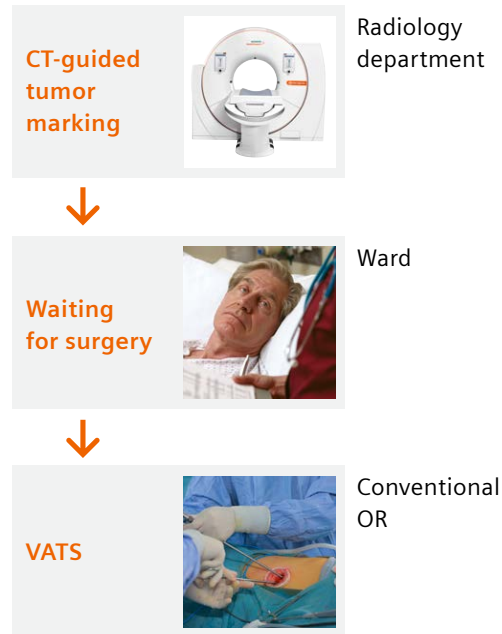 CT-guided
tumor
marking
Radiology
department
Waiting
for surgery
Ward
VATS
Conventional
OR